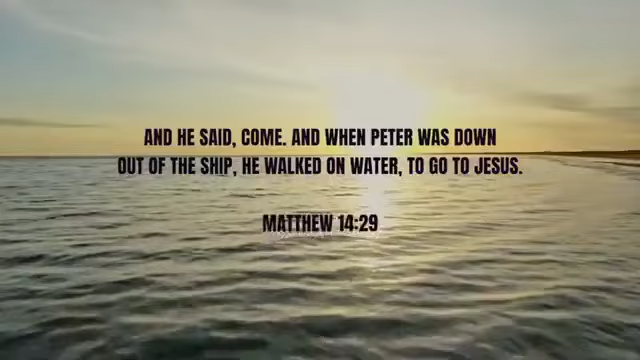 AND HE SAID, COME. AND WHEN PETER WAS DOWN
OUT OF THE SHIP, HE WALKED ON WATER, TO GO TO JESUS.
MATTHEW 14:29